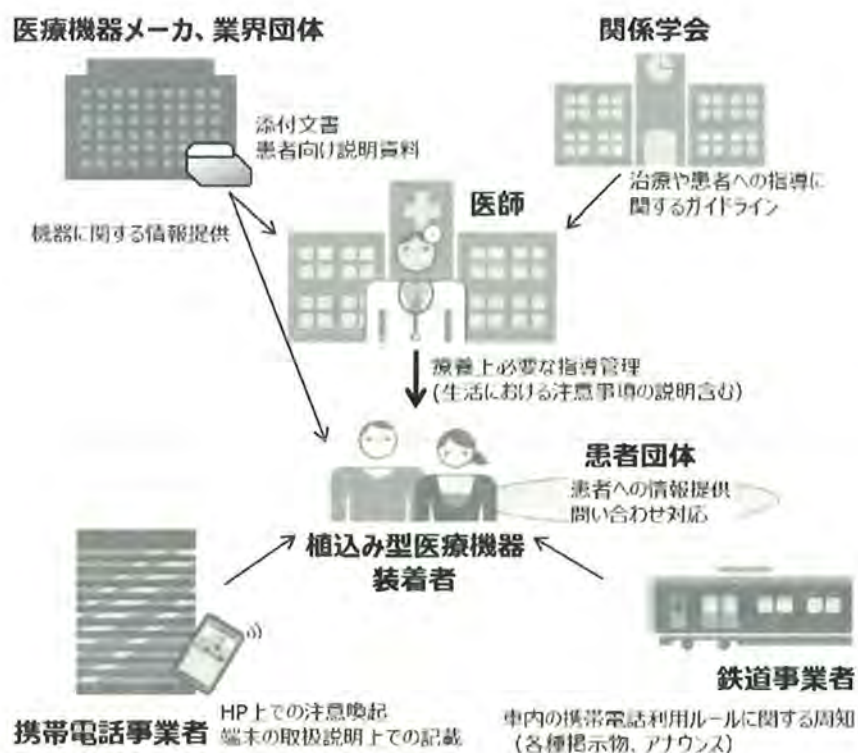 医療機器メーカ、業界団体
関係学会
添付文書
患者向け説明資料
治療や患者への指導に
関するガイドライン
医師
機器に関する情報提供
療養上必要な指導管理
(生活における注意事項の説明含む)
患者団体
患者への情報提供
問い合わせ対応
植込み型医療機器
装着者
鉄道事業者
携帯電話事業者
HP上での注意喚起
端末の取扱説明上での記載
車内の携帯電話利用ルールに関する周知
(各種掲示物、アナウンス)